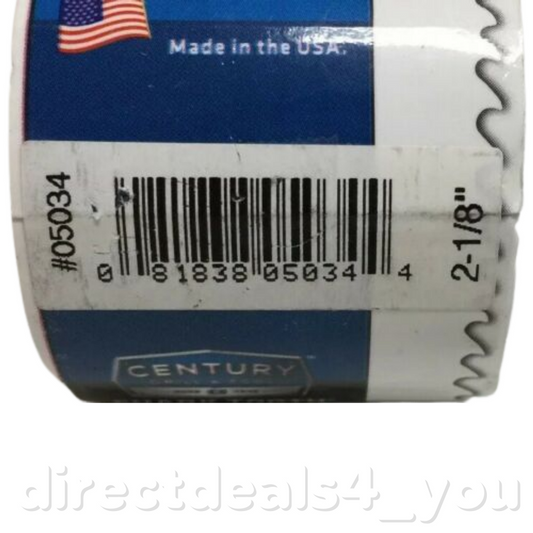 Made in the USA.
#05034
0 81838 05034 4
2-1/8"
CENTURY
directdeals4_you